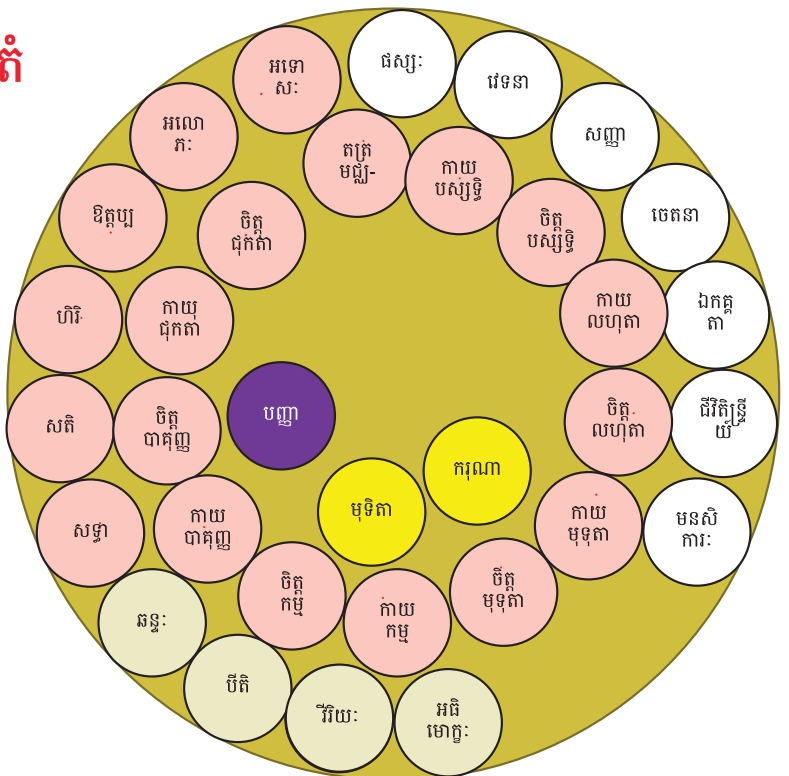 តំ
ផស្សៈ
វេទនា
សញ្ញា
ចេតនា
ឯកគ្គ
តា
ជីវិតិន្ទ្រី
យ៍
មនសិ
ការៈ
អទោ
សៈ
អលោ
ភៈ
ឱត្តប្ប
ហិរិ
សតិ
សទ្ធា
ឆន្ទៈ
បីតិ
វីរិយៈ
អធិ
មោក្ខៈ
តត្រ
មជ្ឈ-
កាយ
បស្សទ្ធិ
ចិត្ត
បស្សទ្ធិ
កាយ
លហុតា
ចិត្ត
លហុតា
កាយ
មុទុតា
ចិត្ត
មុទុតា
កាយ
កម្ម
ចិត្ត
កម្ម
កាយ
បាគុញ្ញ
ចិត្ត
បាគុញ្ញ
កាយុ
ជុកតា
ចិត្ត
ជុកតា
បញ្ញា
ករុណា
មុទិតា